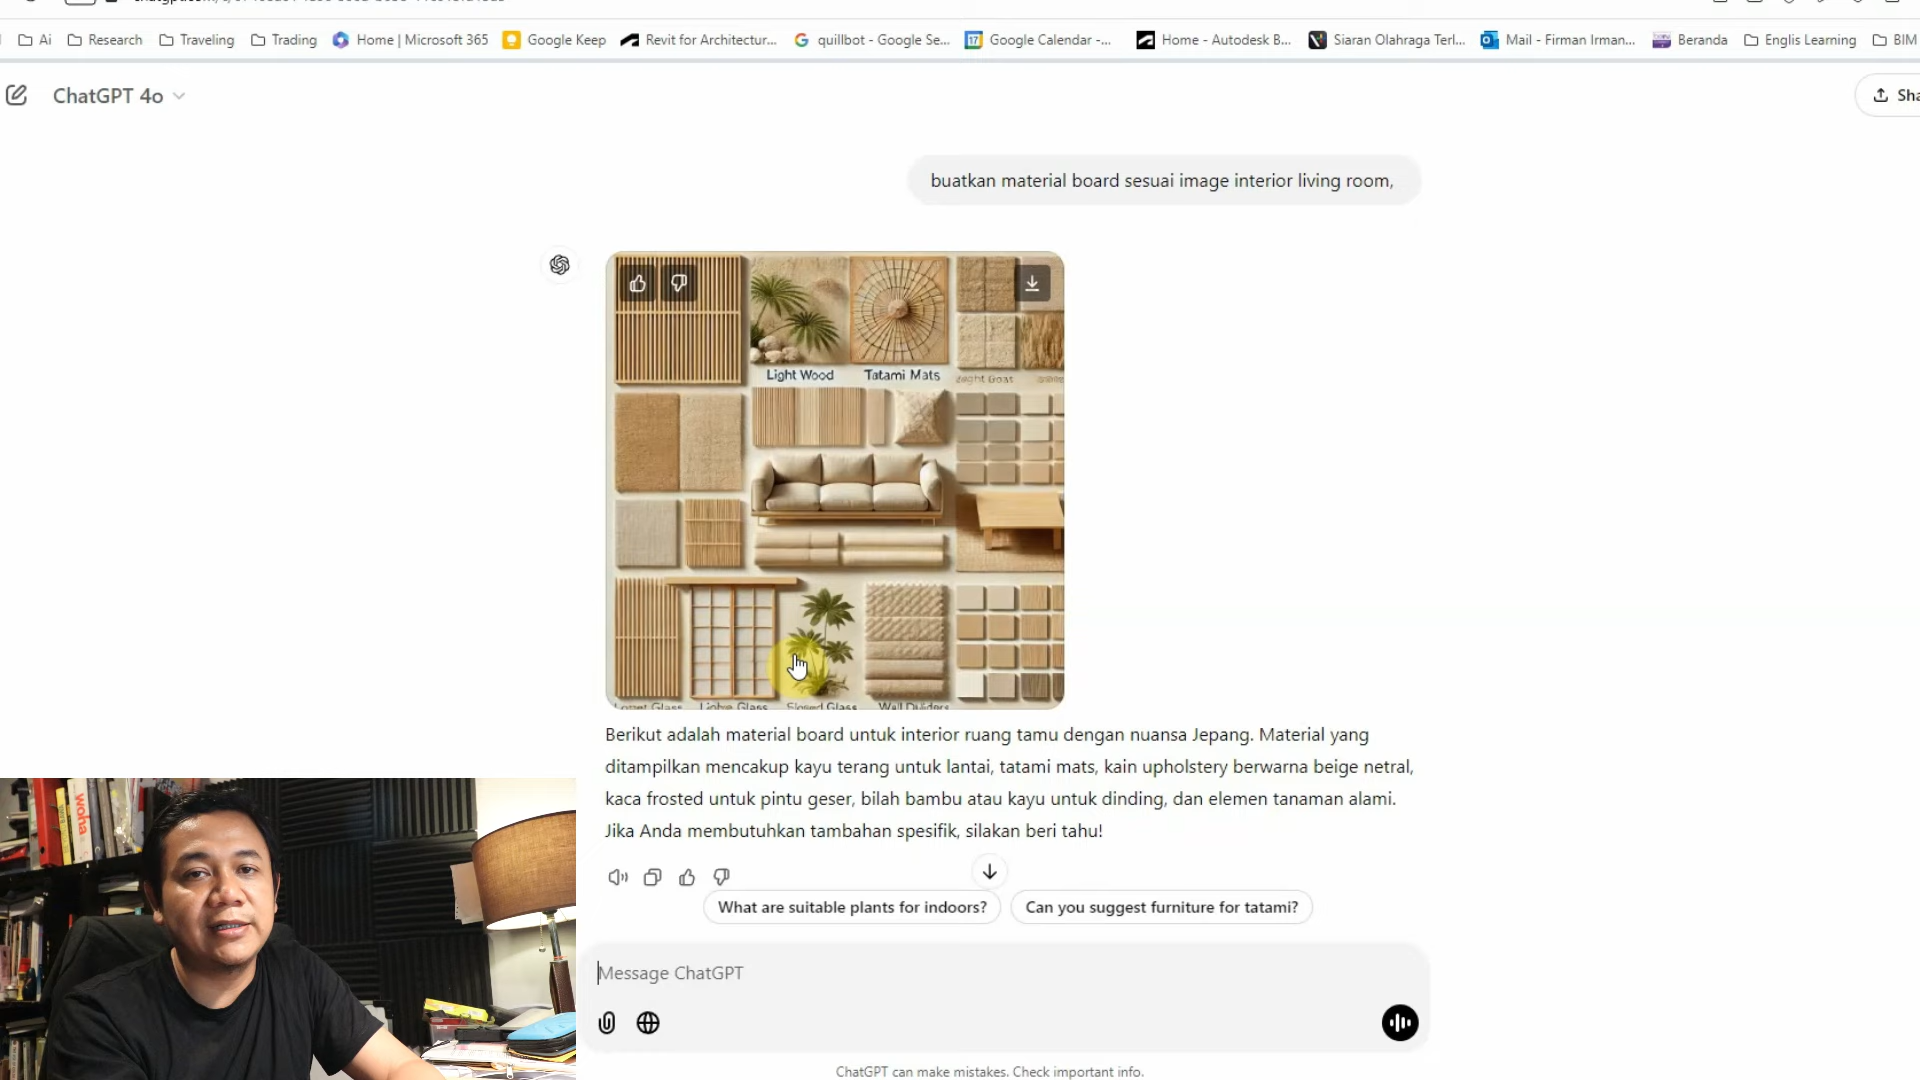 Ai
Research
Traveling
Trading
Home | Microsoft 365
Google Keep
Revit for Architectur...
quillbot - Google Se...
Google Calendar -...
Home - Autodesk B...
Siaran Olahraga Terl...
Mail - Firman Irman...
Beranda
Englis Learning
BIM
ChatGPT 4o
Sha
buatkan material board sesuai image interior living room,
Light Wood
Tatami Mats
Berikut adalah material board untuk interior ruang tamu dengan nuansa Jepang. Material yang
ditampilkan mencakup kayu terang untuk lantai, tatami mats, kain upholstery berwarna beige netral,
kaca frosted untuk pintu geser, bilah bambu atau kayu untuk dinding, dan elemen tanaman alami.
Jika Anda membutuhkan tambahan spesifik, silakan beri tahu!
What are suitable plants for indoors?
Can you suggest furniture for tatami?
Message ChatGPT
ChatGPT can make mistakes. Check important info.
woha